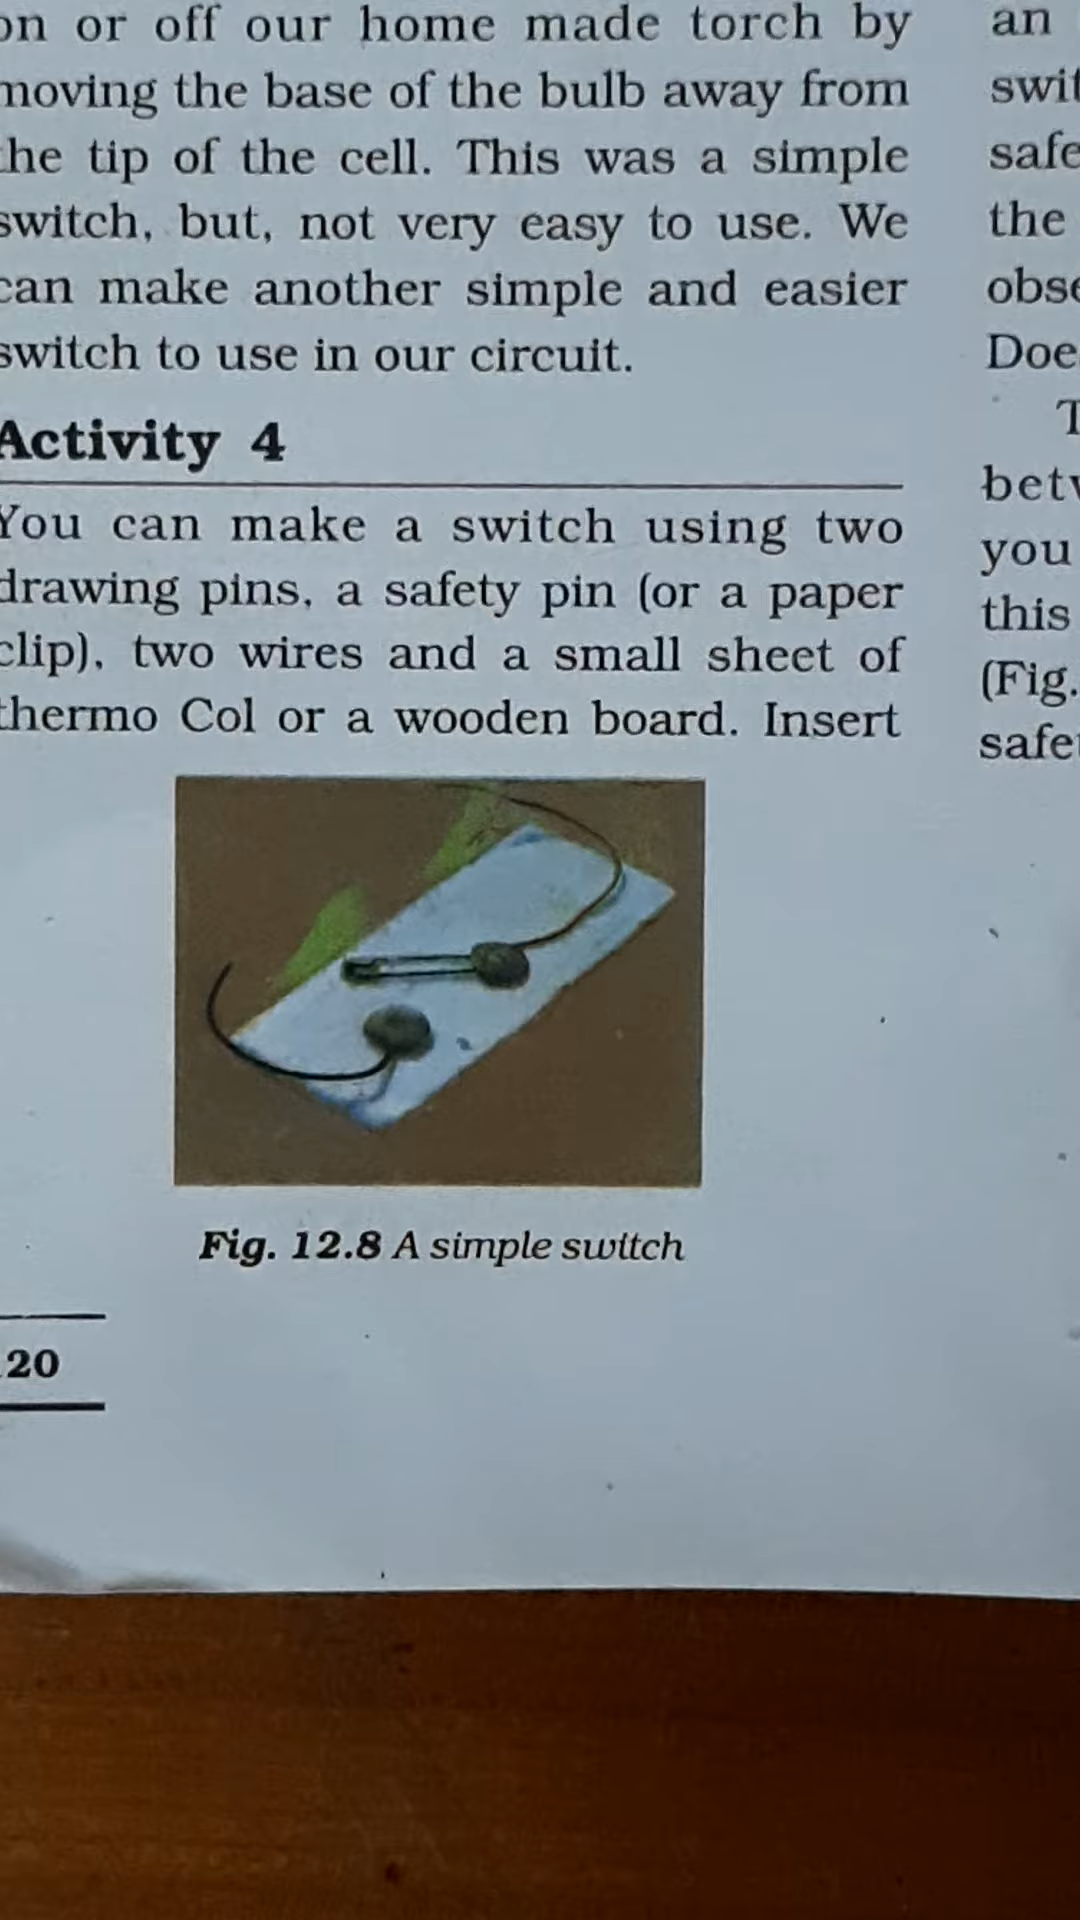 on or off our home made torch by
moving the base of the bulb away from
the tip of the cell. This was a simple
switch, but, not very easy to use. We
can make another simple and easier
switch to use in our circuit.
Activity 4
You can make a switch using two
drawing pins, a safety pin (or a paper
clip), two wires and a small sheet of
thermo Col or a wooden board. Insert
Fig. 12.8 A simple switch
20
an
the
you
this
(Fig.